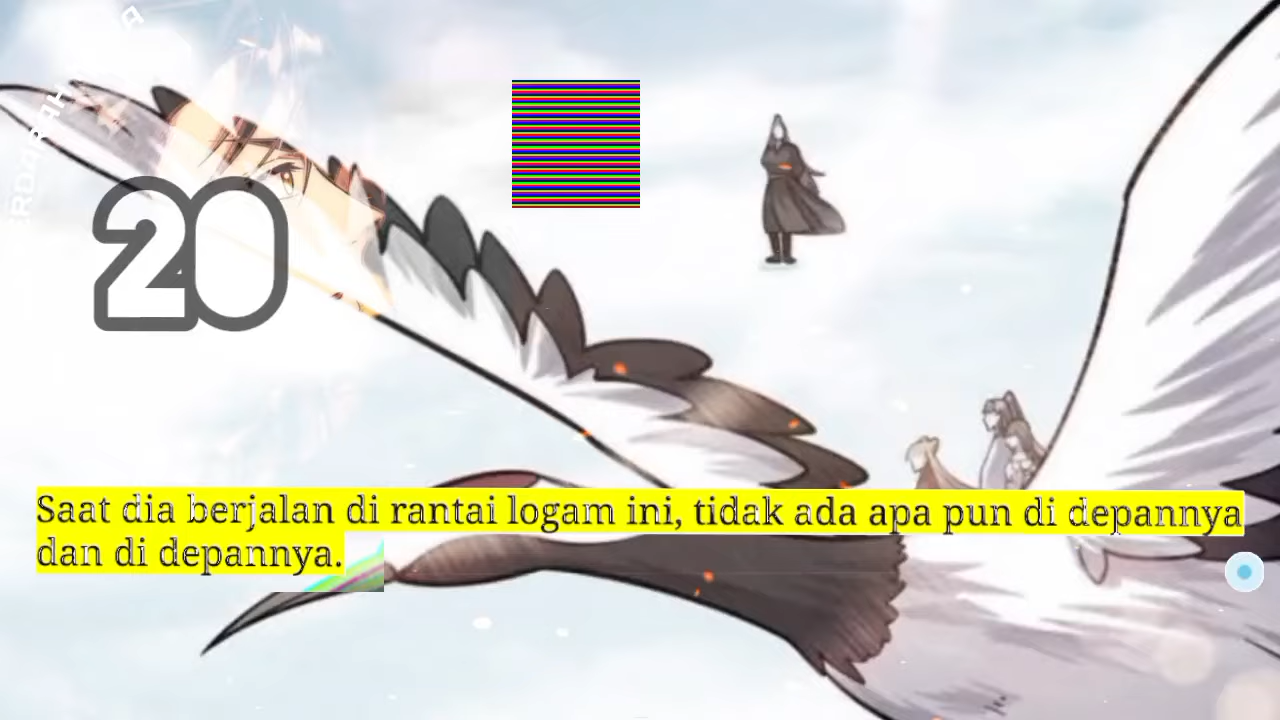 20
Saat dia berjalan di rantai logam ini, tidak ada apa pun di depannya
dan di depannya.